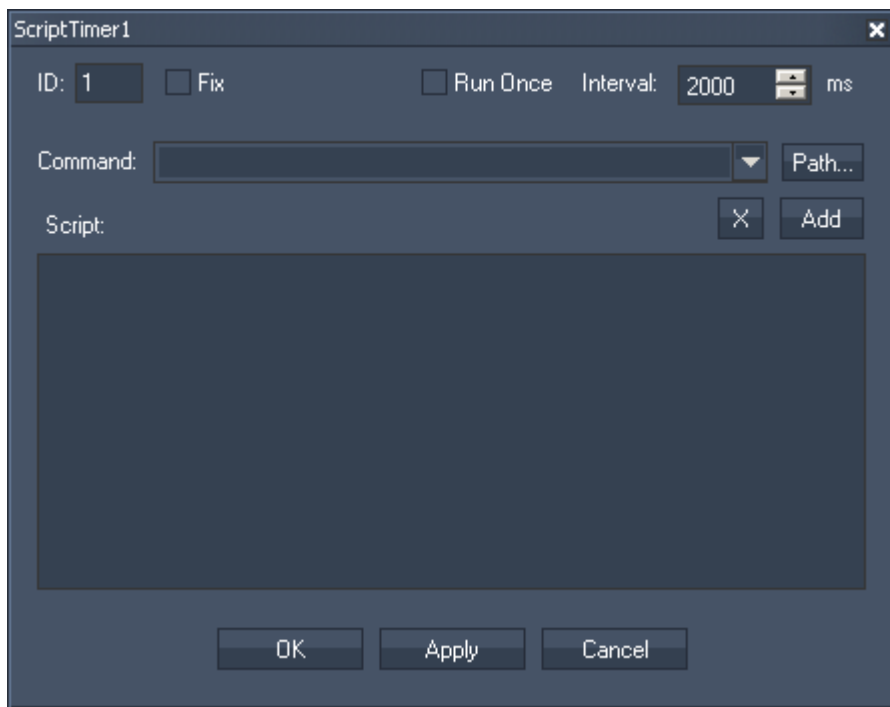 ScriptTimer1
ID: 1 Fix Run Once Interval: 2000 ms
Command: Path...
Script: X Add
OK Apply Cancel